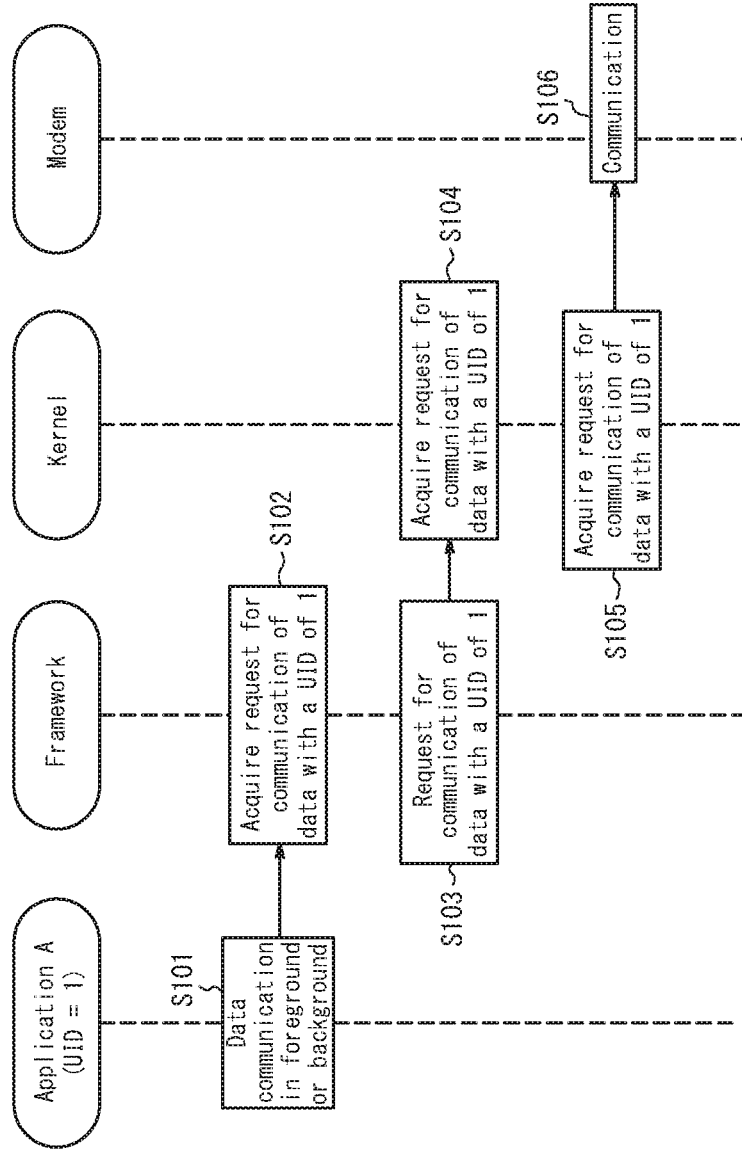 Application A
(UID = 1)
Framework
Kernel
Modem
S101
Data
communication
in foreground
or background
S102
Acquire request for
communication of
data with a UID of 1
S103
Request for
communication of
data with a UID of 1
S104
Acquire request for
communication of
data with a UID of 1
S105
Acquire request for
communication of
data with a UID of 1
S106
Communication